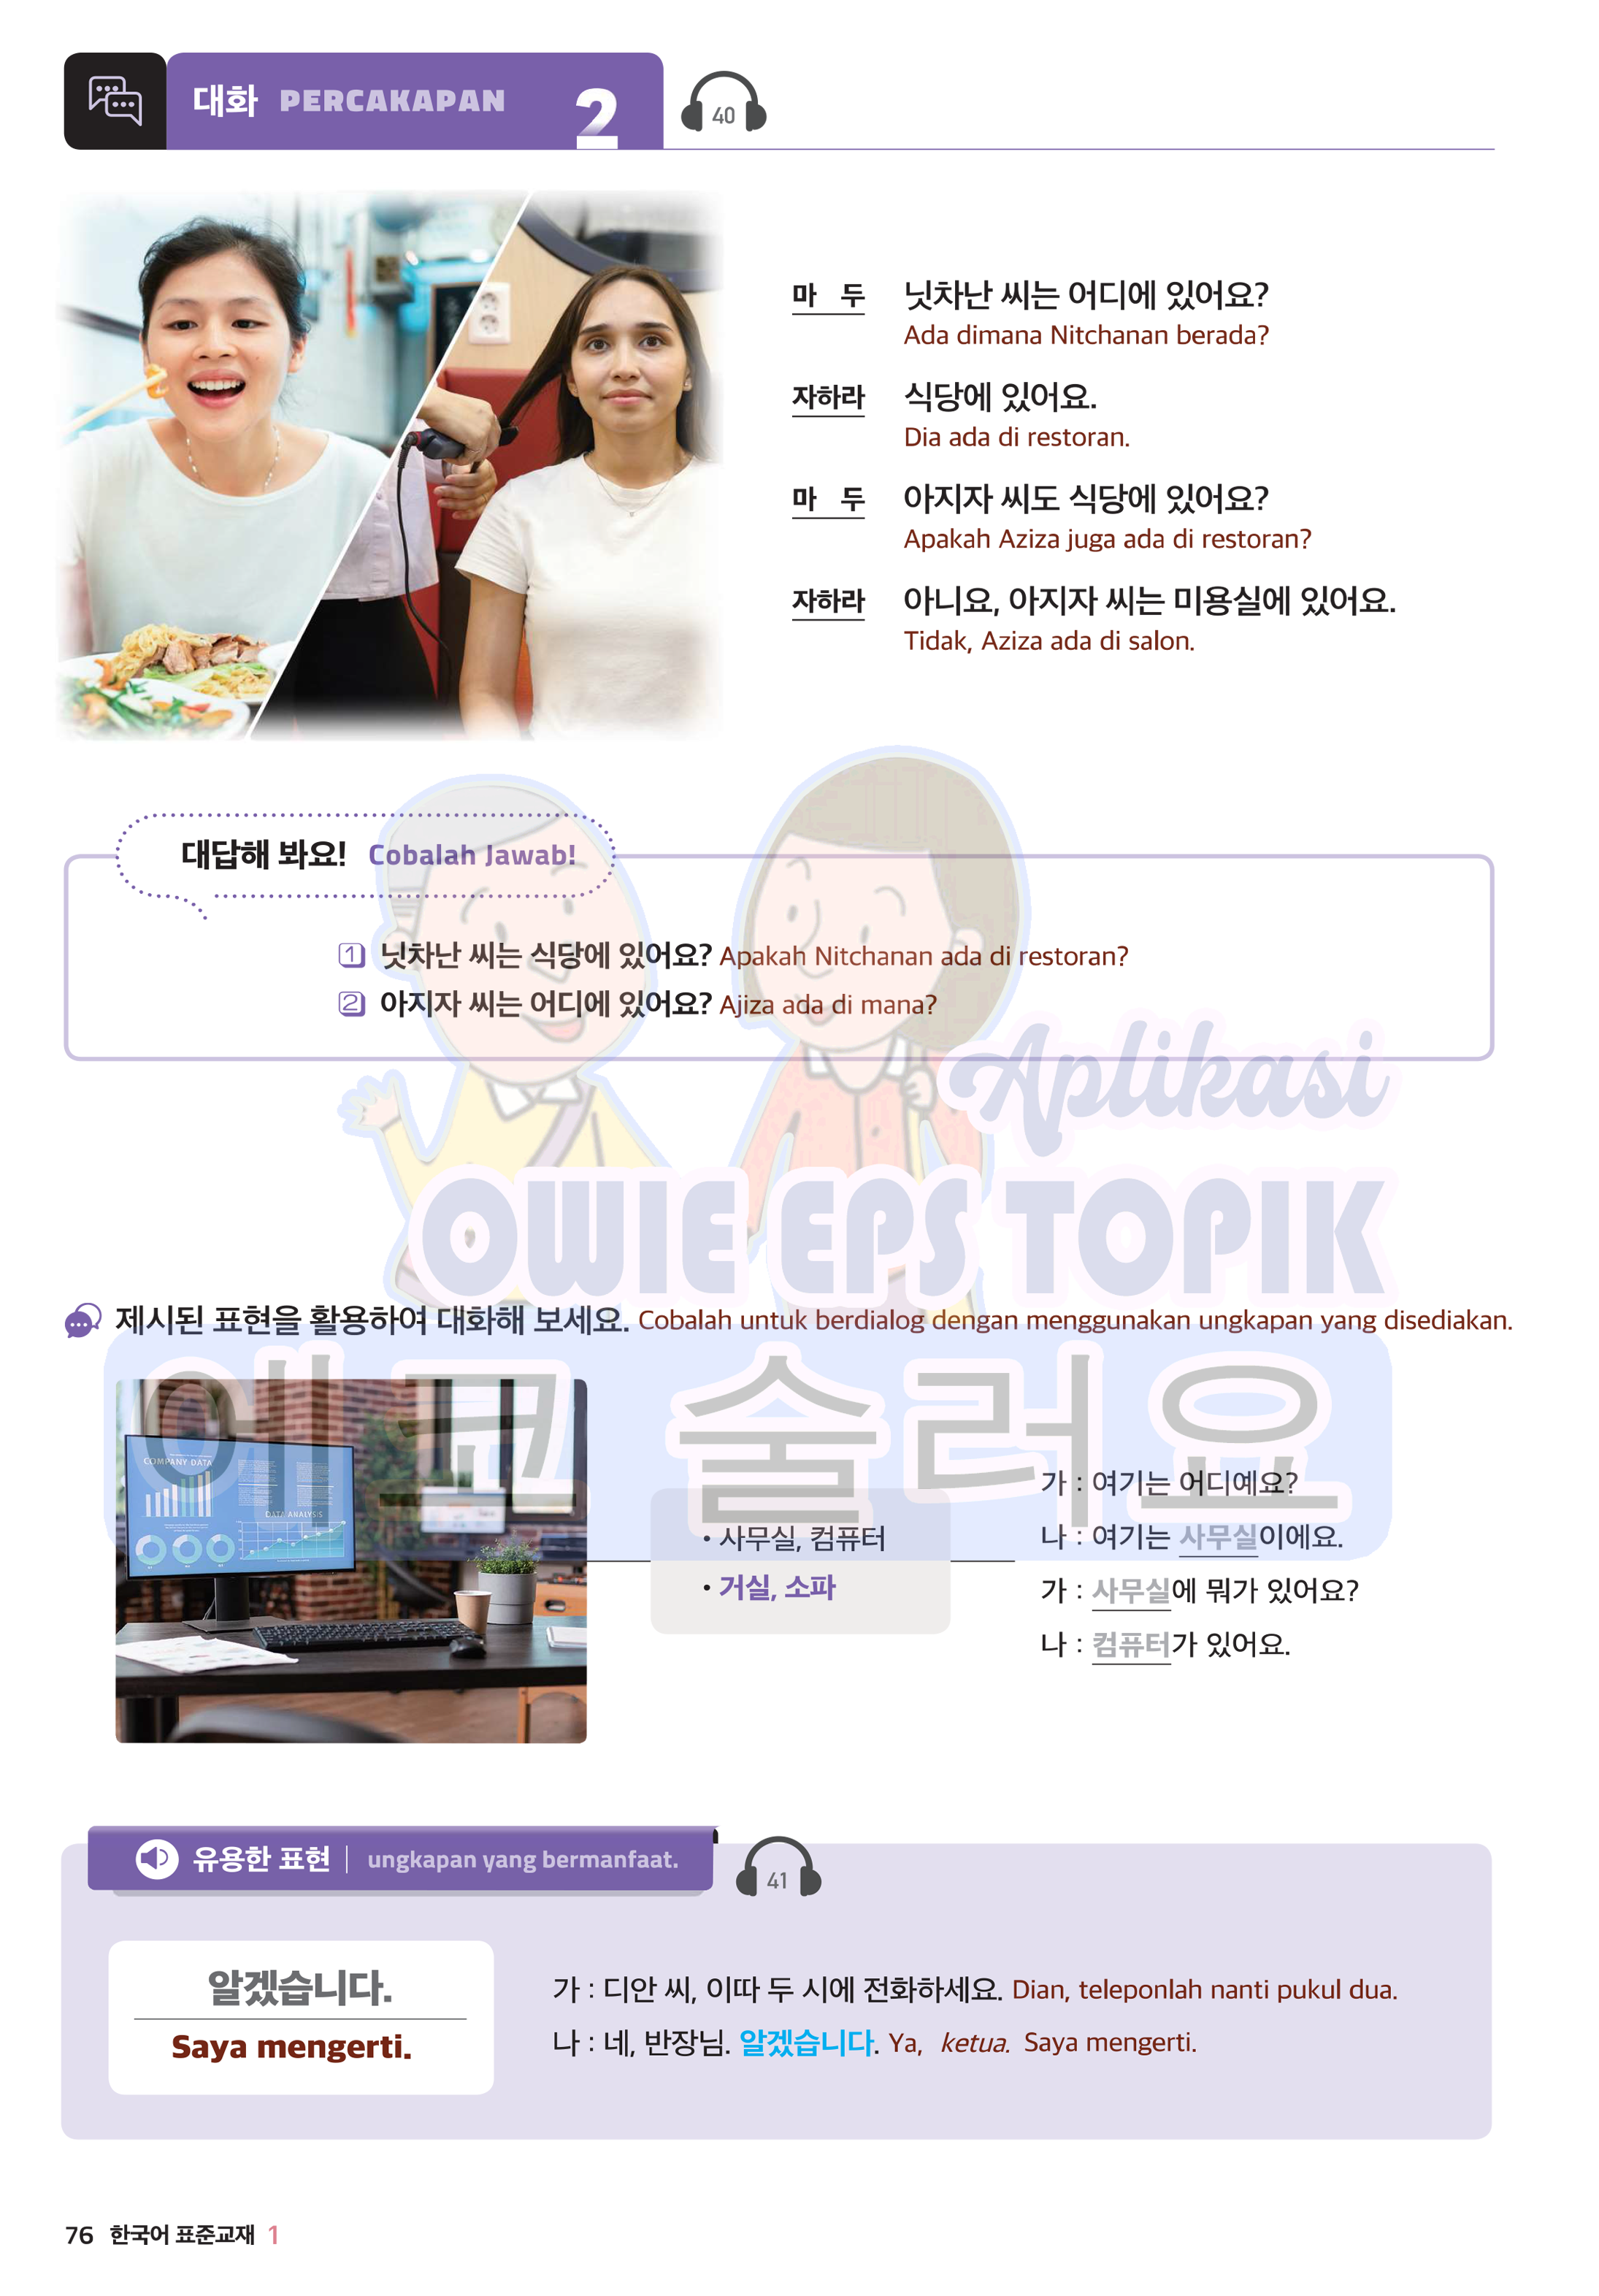 대화 PERCAKAPAN 2
40
마 두 닛차난 씨는 어디에 있어요?
Ada dimana Nitchanan berada?
자하라 식당에 있어요.
Dia ada di restoran.
마 두 아지자 씨도 식당에 있어요?
Apakah Aziza juga ada di restoran?
자하라 아니요, 아지자 씨는 미용실에 있어요.
Tidak, Aziza ada di salon.
대답해 봐요! Cobalah Jawab!
1 닛차난 씨는 식당에 있어요? Apakah Nitchanan ada di restoran?
2 아지자 씨는 어디에 있어요? Ajiza ada di mana?
Aplikasi
OWIE EPS TOPIK
제시된 표현을 활용하여 대화해 보세요. Cobalah untuk berdialog dengan menggunakan ungkapan yang disediakan.
에코 술러요
COMPANY DATA
DATA ANALYSIS
• 사무실, 컴퓨터
• 거실, 소파
가 : 여기는 어디예요?
나 : 여기는 사무실이에요.
가 : 사무실에 뭐가 있어요?
나 : 컴퓨터가 있어요.
유용한 표현 | ungkapan yang bermanfaat.
41
알겠습니다.
Saya mengerti.
가 : 디안 씨, 이따 두 시에 전화하세요. Dian, teleponlah nanti pukul dua.
나 : 네, 반장님. 알겠습니다. Ya, ketua. Saya mengerti.
76 한국어 표준교재 1